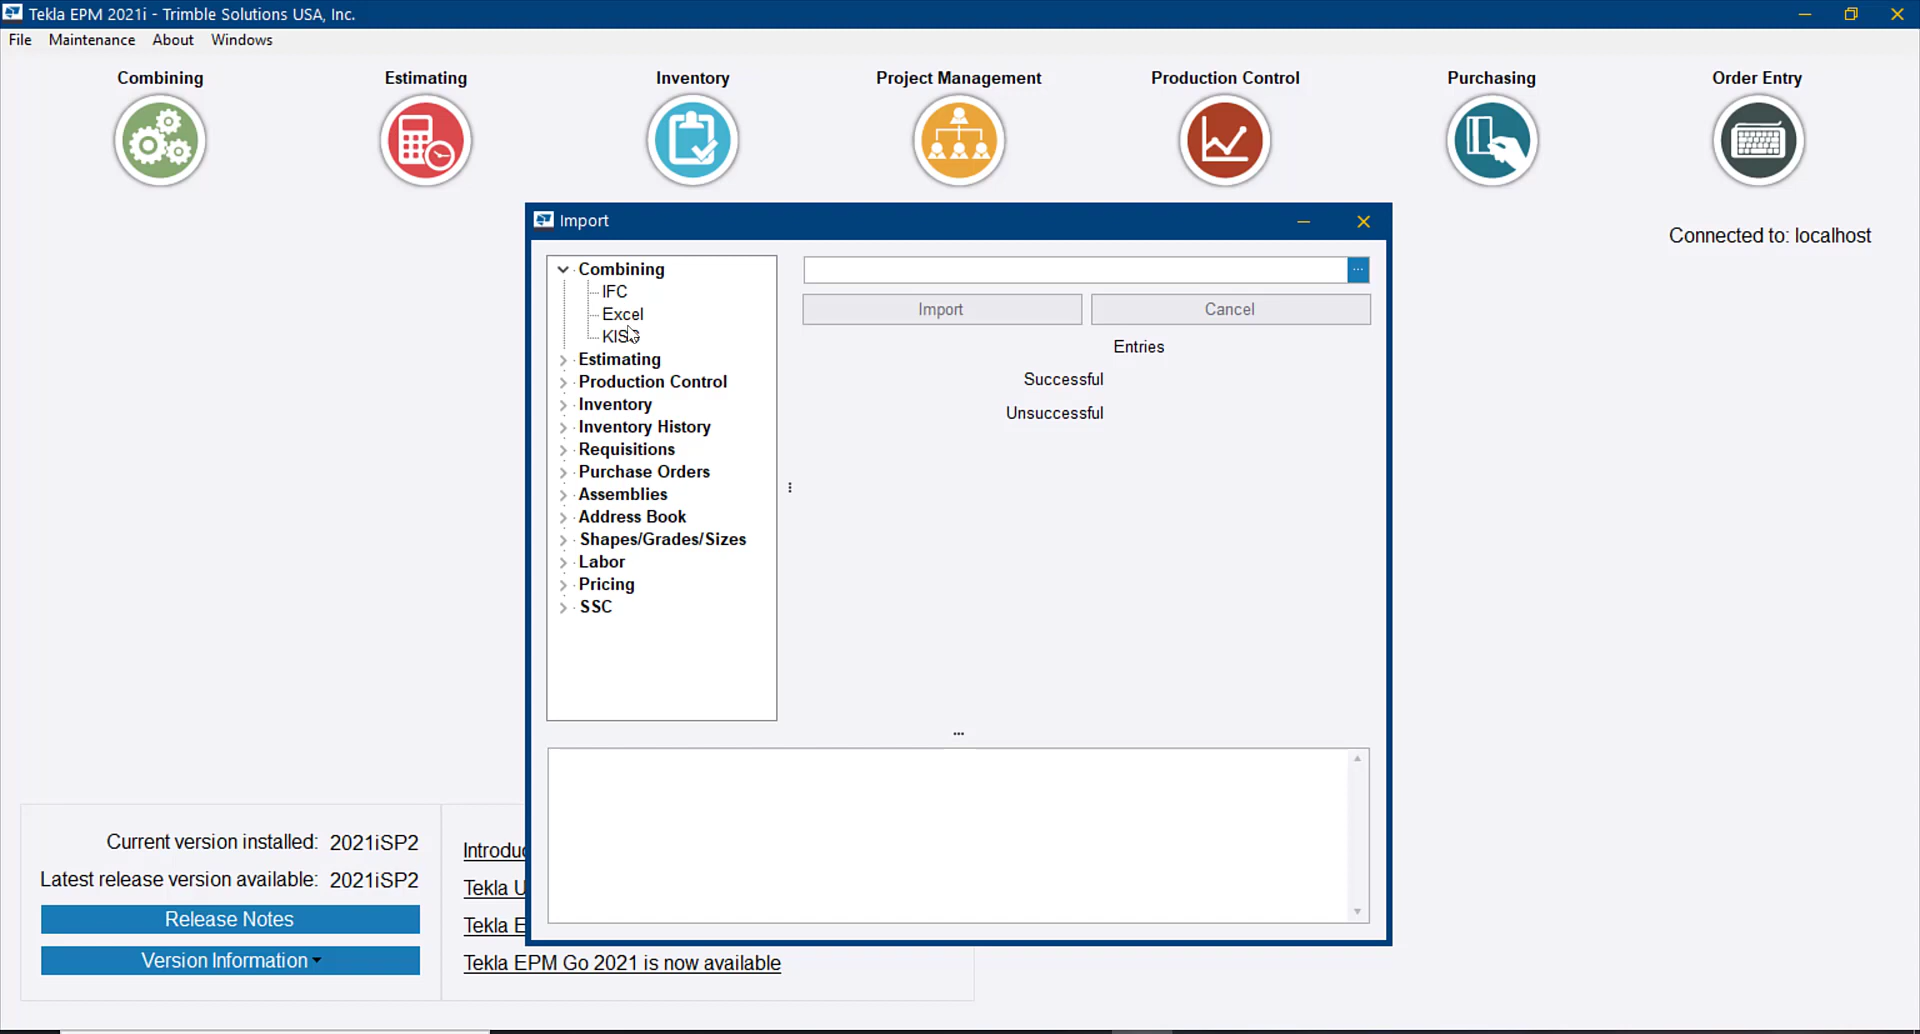 Tekla EPM 2021i - Trimble Solutions USA, Inc.
File Maintenance About Windows
Combining Estimating Inventory Project Management Production Control Purchasing Order Entry
Connected to: localhost
Import
Combining
IFC
Excel
KISS
Estimating
Production Control
Inventory
Inventory History
Requisitions
Purchase Orders
Assemblies
Address Book
Shapes/Grades/Sizes
Labor
Pricing
SSC
...
Import Cancel
Entries
Successful
Unsuccessful
Current version installed: 2021iSP2
Latest release version available: 2021iSP2
Release Notes
Version Information
Introduc
Tekla U
Tekla E
Tekla EPM Go 2021 is now available